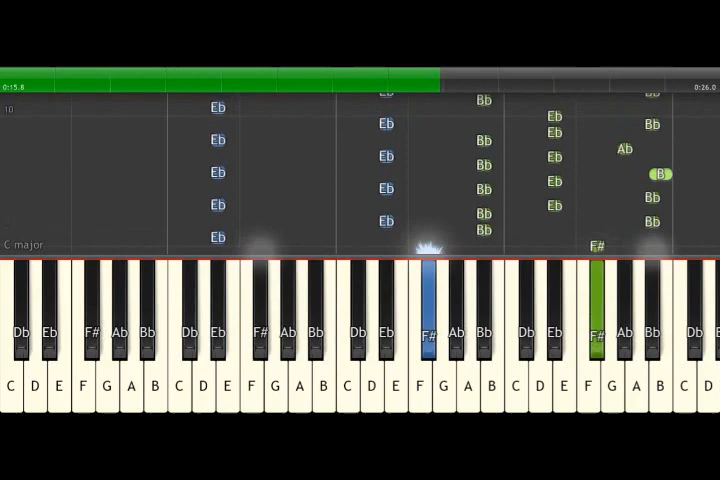 0:15.8 0:26.0
Bb
Eb Bb
10 Eb
Eb Eb Bb
Eb
Eb Bb
Ab
Eb Bb
Eb B
Eb Eb
Eb Bb Bb
Eb Eb
Bb
Eb Bb
Bb
Eb
C major F#
Db Eb F# Ab Bb Db Eb F# Ab Bb Db Eb F# Ab Bb Db Eb F# Ab Bb Db
C D E F G A B C D E F G A B C D E F G A B C D E F G A B C D